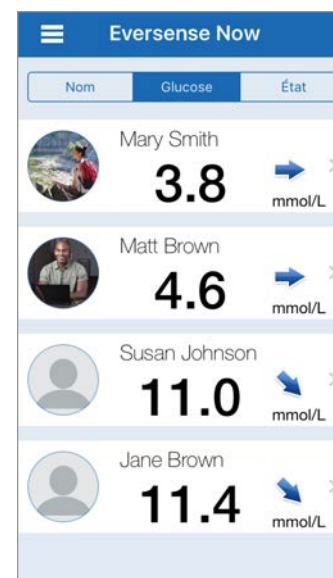 Eversense Now
Nom Glucose État
Mary Smith
3.8
mmol/L
Matt Brown
4.6
mmol/L
Susan Johnson
11.0
mmol/L
Jane Brown
11.4
mmol/L